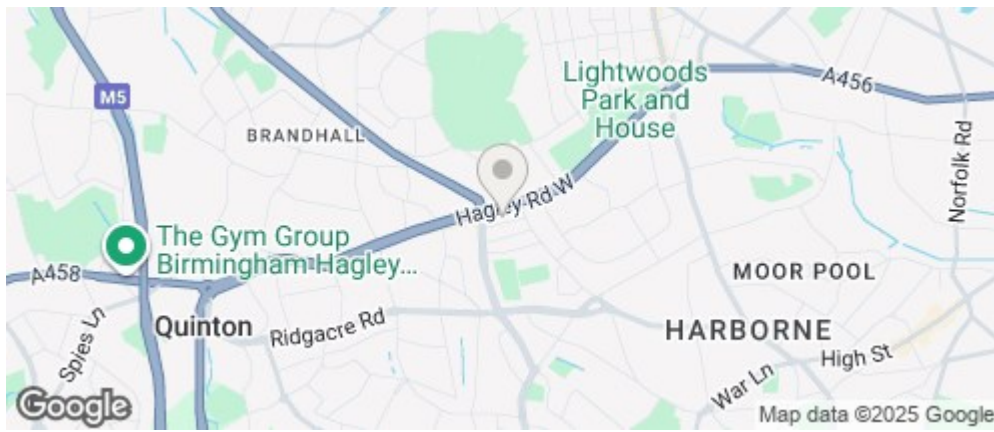 M5
BRANDHALL
Lightwoods
Park and
House
A456
Norfolk Rd
Hagley Rd W
The Gym Group
Birmingham Hagley...
A458
MOOR POOL
Spies Ln
Quinton
Ridgacre Rd
HARBORNE
High St
War Ln
Google
Map data ©2025 Google